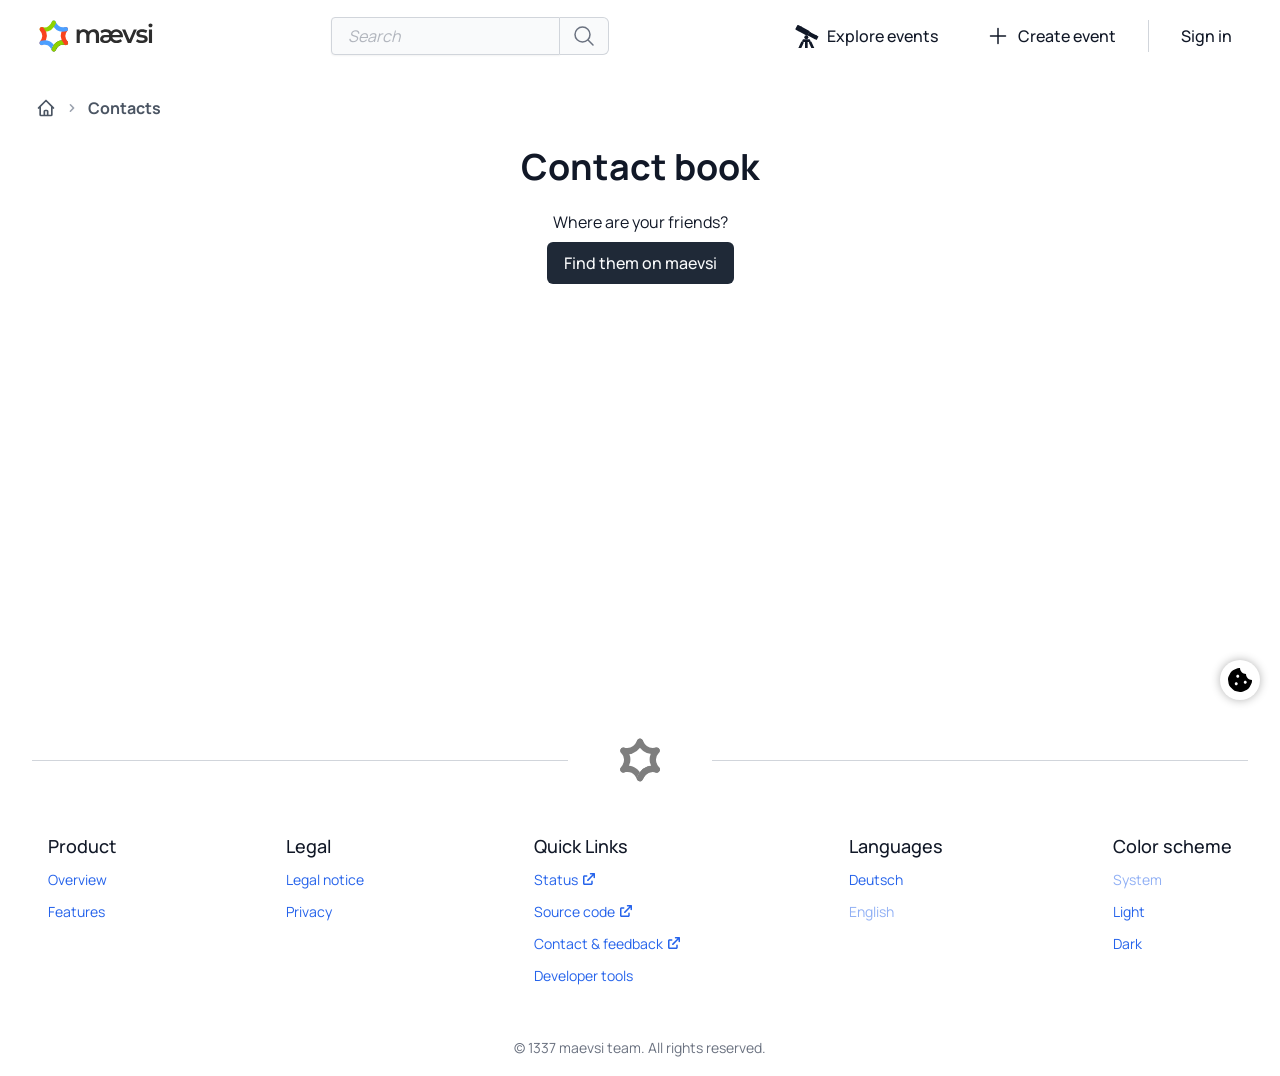 mævsi
Search
Explore events
Create event
Sign in
Contacts
Contact book
Where are your friends?
Find them on maevsi
Product
Overview
Features
Legal
Legal notice
Privacy
Quick Links
Status
Source code
Contact & feedback
Developer tools
Languages
Deutsch
English
Color scheme
System
Light
Dark
© 1337 maevsi team. All rights reserved.